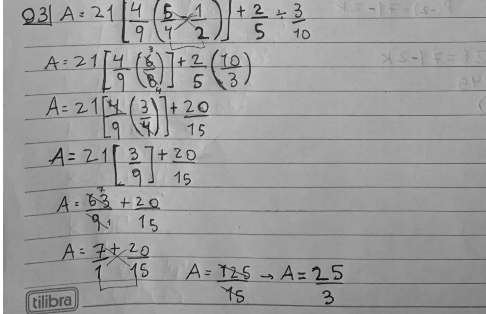 Q3| A = 21 [4/9 (5/4 - 1/2)] + 2/5 ÷ 3/10
A = 21 [4/9 (6/8)] + 2/5 (10/3)
A = 21 [4/9 (3/4)] + 20/15
A = 21 [3/9] + 20/15
A = 63/9 + 20/15
A = 7/1 + 20/15 A = 125/15 → A = 25/3
tilibra